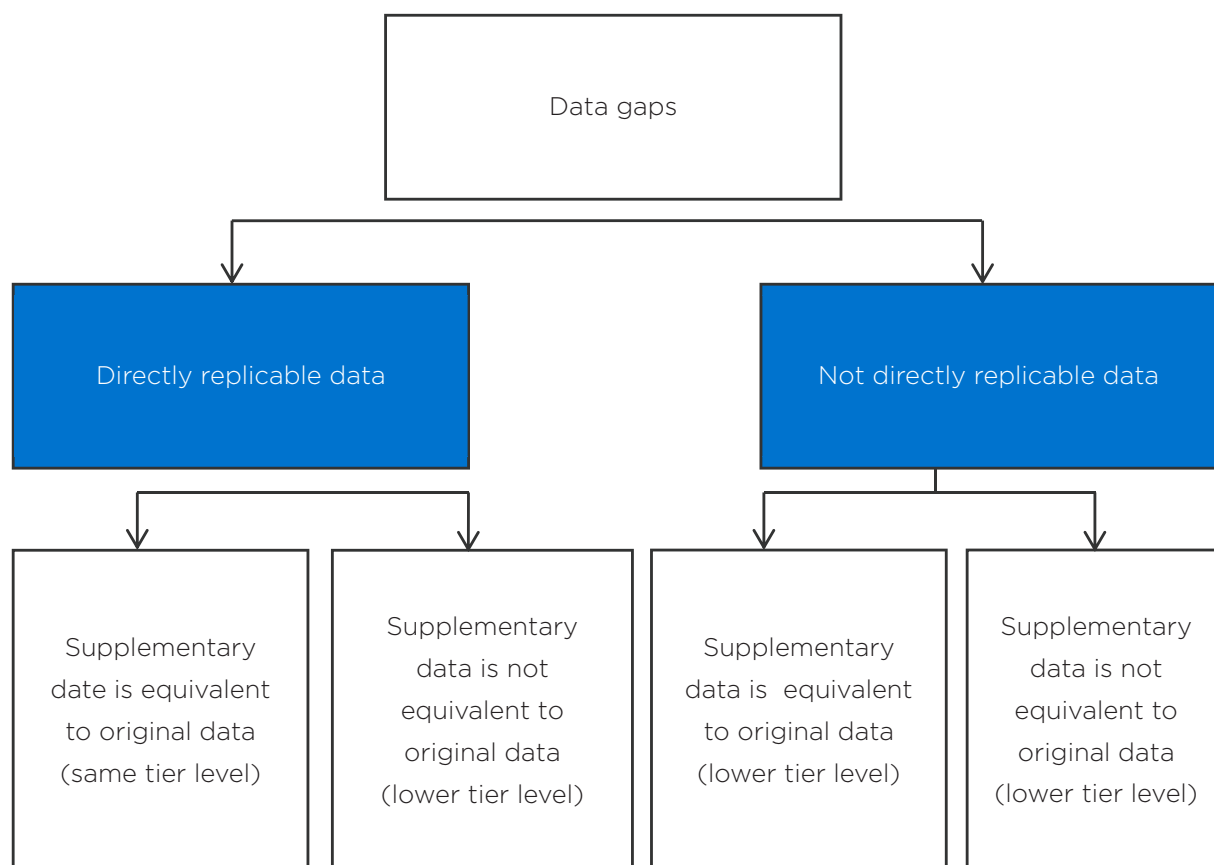 Data gaps
Directly replicable data
Not directly replicable data
Supplementary
date is equivalent
to original data
(same tier level)
Supplementary
data is not
equivalent to
original data
(lower tier level)
Supplementary
data is  equivalent
to original data
(lower tier level)
Supplementary
data is not
equivalent to
original data
(lower tier level)